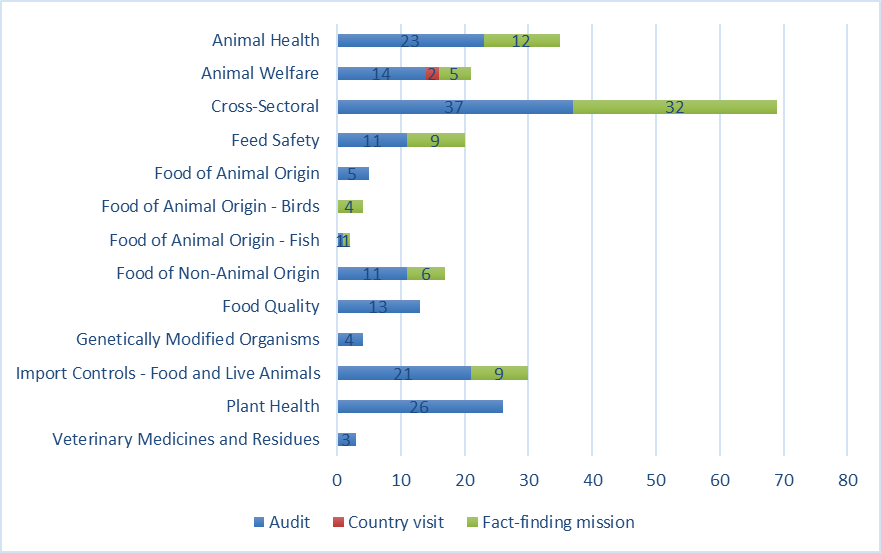 Animal Health 23 12
Animal Welfare 14 2 5
Cross-Sectoral 37 32
Feed Safety 11 9
Food of Animal Origin 5
Food of Animal Origin - Birds 4
Food of Animal Origin - Fish 1 1
Food of Non-Animal Origin 11 6
Food Quality 13
Genetically Modified Organisms 4
Import Controls - Food and Live Animals 21 9
Plant Health 26
Veterinary Medicines and Residues 3
0 10 20 30 40 50 60 70 80
Audit Country visit Fact-finding mission